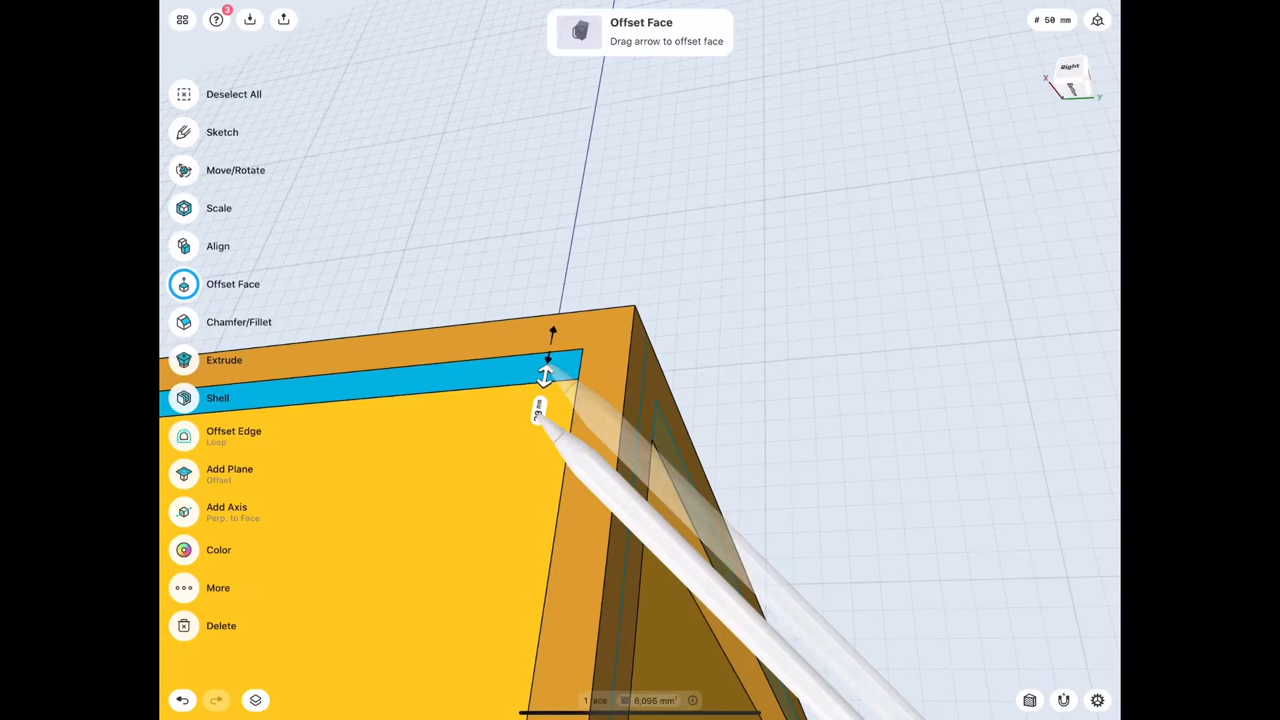 3
Offset Face
Drag arrow to offset face
# 50 mm
Right
X
Y
Deselect All
Sketch
Move/Rotate
Scale
Align
Offset Face
Chamfer/Fillet
Extrude
Shell
Offset Edge
Loop
Add Plane
Offset
Add Axis
Perp. to Face
Color
More
Delete
1 face
6,096 mm²